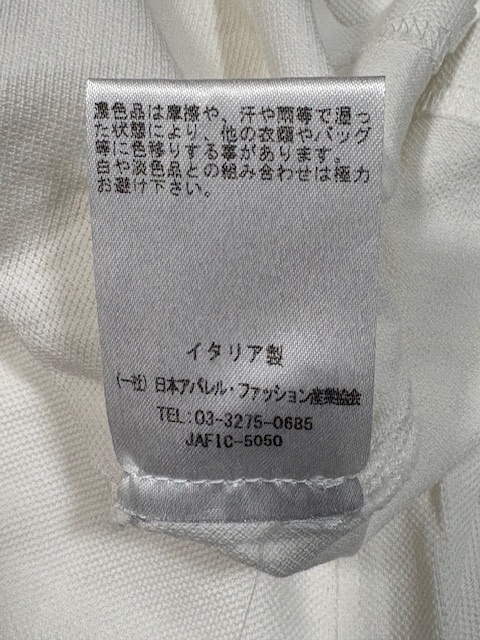 濃色品は摩擦や、汗や雨等で湿っ
た状態により、他の衣類やバッグ
等に色移りする事があります。
白や淡色品との組み合わせは極力
お避け下さい。
イタリア製
(一社)日本アパレル・ファッション産業協会
TEL:03-3275-0685
JAFIC-5050